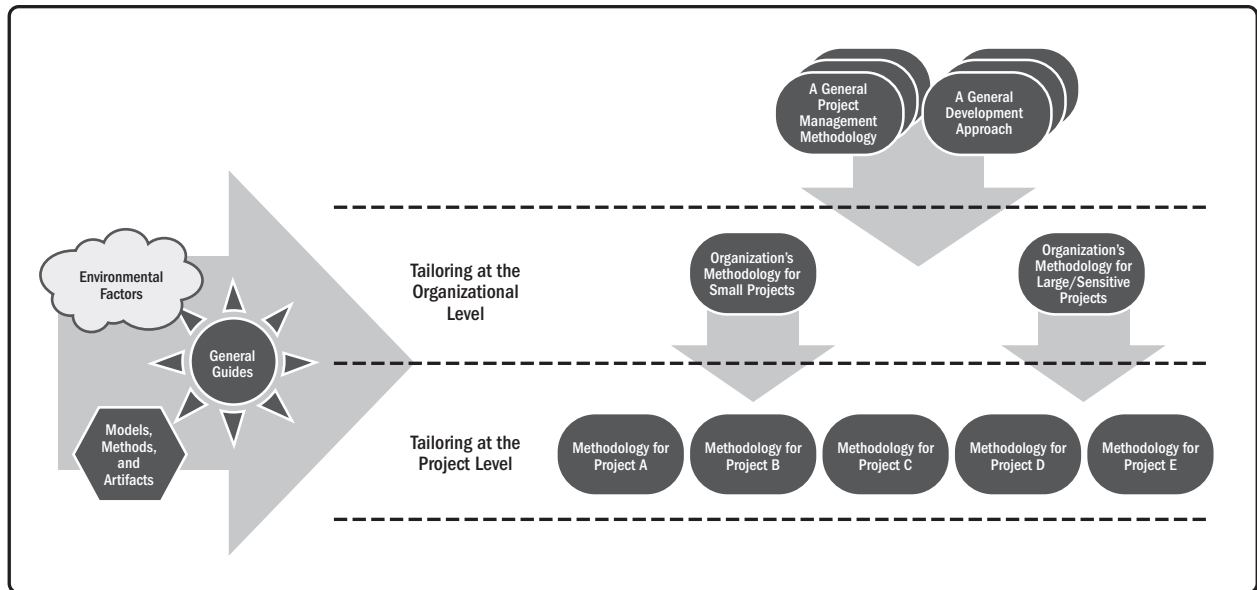 A General
Project
Management
Methodology
A General
Development
Approach
Environmental
Factors
General
Guides
Models,
Methods,
and
Artifacts
Tailoring at the
Organizational
Level
Organization's
Methodology for
Small Projects
Organization's
Methodology for
Large/Sensitive
Projects
Tailoring at the
Project Level
Methodology for
Project A
Methodology for
Project B
Methodology for
Project C
Methodology for
Project D
Methodology for
Project E